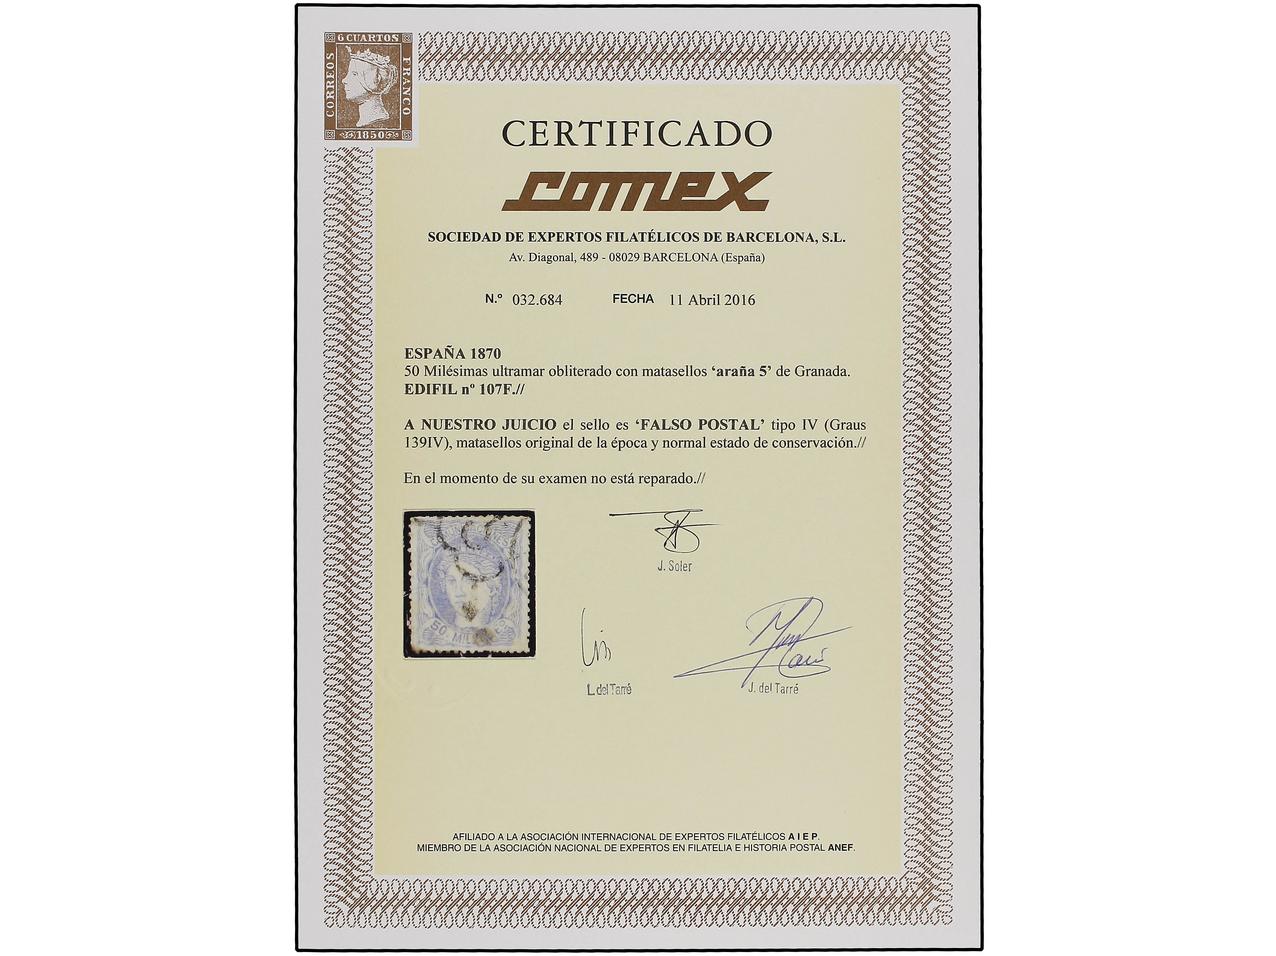 6 CUARTOS
CORREOS
FRANCO
1850
CERTIFICADO
comex
SOCIEDAD DE EXPERTOS FILATÉLICOS DE BARCELONA, S.L.
Av. Diagonal, 489 - 08029 BARCELONA (España)
N.º 032.684 FECHA 11 Abril 2016
ESPAÑA 1870
50 Milésimas ultramar obliterado con matasellos ‘araña 5’ de Granada.
EDIFIL nº 107F.//
A NUESTRO JUICIO el sello es ‘FALSO POSTAL’ tipo IV (Graus
139IV), matasellos original de la época y normal estado de conservación.//
En el momento de su examen no está reparado.//
J. Soler
50
L. del Tarré
J. del Tarré
AFILIADO A LA ASOCIACIÓN INTERNACIONAL DE EXPERTOS FILATÉLICOS A I E P.
MIEMBRO DE LA ASOCIACIÓN NACIONAL DE EXPERTOS EN FILATELIA E HISTORIA POSTAL ANEF.